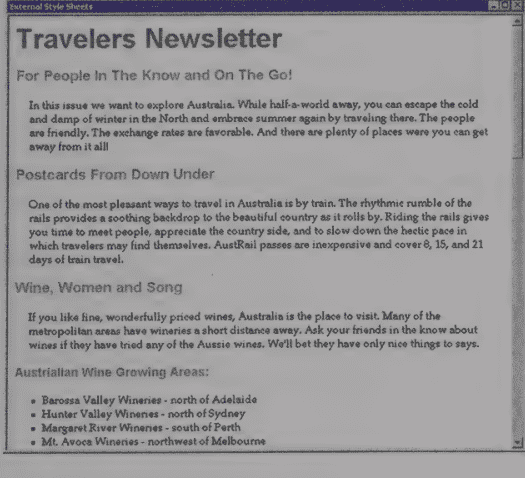 External Style Sheets
Travelers Newsletter
For People In The Know and On The Go!
In this issue we want to explore Australia. While half-a-world away, you can escape the cold
and damp of winter in the North and embrace summer again by traveling there. The people
are friendly. The exchange rates are favorable. And there are plenty of places were you can get
away from it all!
Postcards From Down Under
One of the most pleasant ways to travel in Australia is by train. The rhythmic rumble of the
rails provides a soothing backdrop to the beautiful country as it rolls by. Riding the rails gives
you time to meet people, appreciate the country side, and to slow down the hectic pace in
which travelers may find themselves. AustRail passes are inexpensive and cover 8, 15, and 21
days of train travel.
Wine, Women and Song
If you like fine, wonderfully priced wines, Australia is the place to visit. Many of the
metropolitan areas have wineries a short distance away. Ask your friends in the know about
wines if they have tried any of the Aussie wines. We'll bet they have only nice things to says.
Austrialian Wine Growing Areas:
• Barossa Valley Wineries - north of Adelaide
• Hunter Valley Wineries - north of Sydney
• Margaret River Wineries - south of Perth
• Mt. Avoca Wineries - northwest of Melbourne